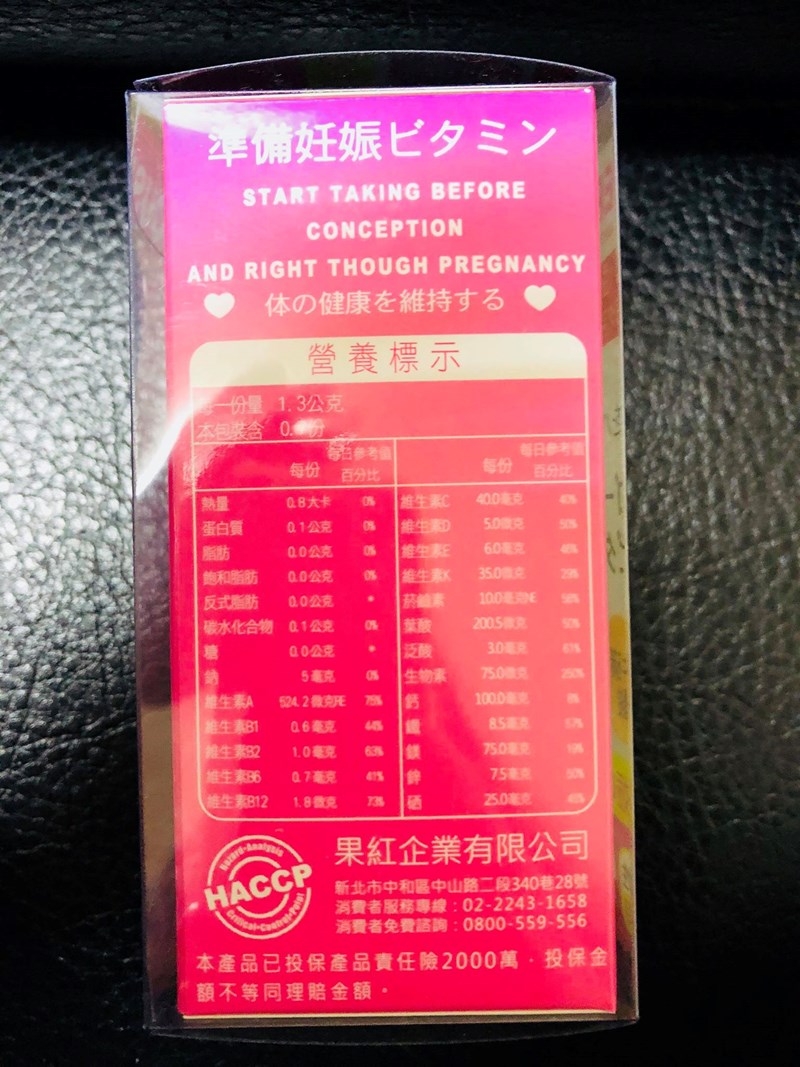 準備妊娠ビタミン
START TAKING BEFORE
CONCEPTION
AND RIGHT THOUGH PREGNANCY
体の健康を維持する
營養標示
每一份量 1.3公克
本包裝含 份
每份 每日參考值百分比
熱量 0.8大卡 0%
蛋白質 0.1公克 0%
脂肪 0.0公克 0%
飽和脂肪 0.0公克 0%
反式脂肪 0.0公克 *
碳水化合物 0.1公克 0%
糖 0.0公克 *
鈉 5毫克 0%
維生素A 524.2微克RE 75%
維生素B1 0.6毫克 44%
維生素B2 1.0毫克 63%
維生素B6 0.7毫克 41%
維生素B12 1.8微克 73%
每份 每日參考值百分比
維生素C 40.0毫克 40%
維生素D 5.0微克 50%
維生素E 6.0毫克 46%
維生素K 35.0微克 29%
菸鹼素 10.0毫克NE
葉酸 200.5微克 50%
泛酸 3.0毫克 61%
生物素 75.0微克 250%
鈣 100.0毫克 8%
鐵 8.5毫克 57%
鎂 75.0毫克
鋅 7.5毫克 50%
硒 25.0毫克
Hazard-Analysis
HACCP
Critical-Control-Point
果紅企業有限公司
新北市中和區中山路二段340巷28號
消費者服務專線：02-2243-1658
消費者免費諮詢：0800-559-556
本產品已投保產品責任險2000萬．投保金
額不等同理賠金額。